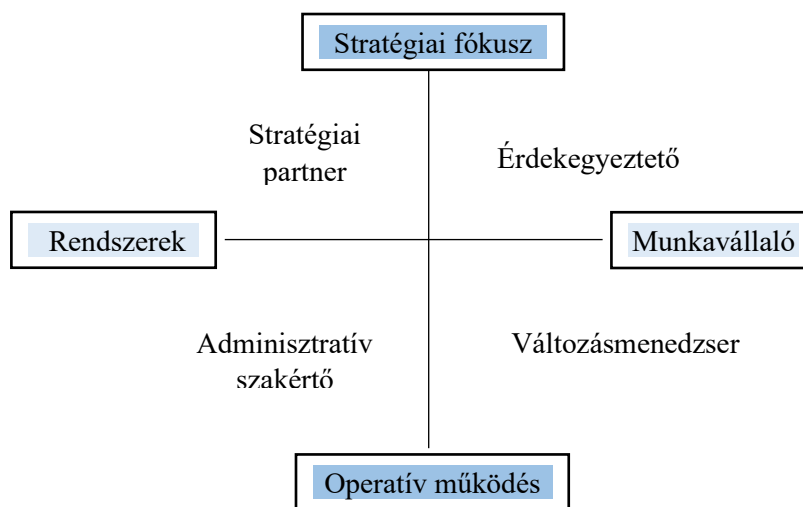 Stratégiai fókusz
Stratégiai
partner
Érdekegyeztető
Rendszerek
Munkavállaló
Adminisztratív
szakértő
Változásmenedzser
Operatív működés